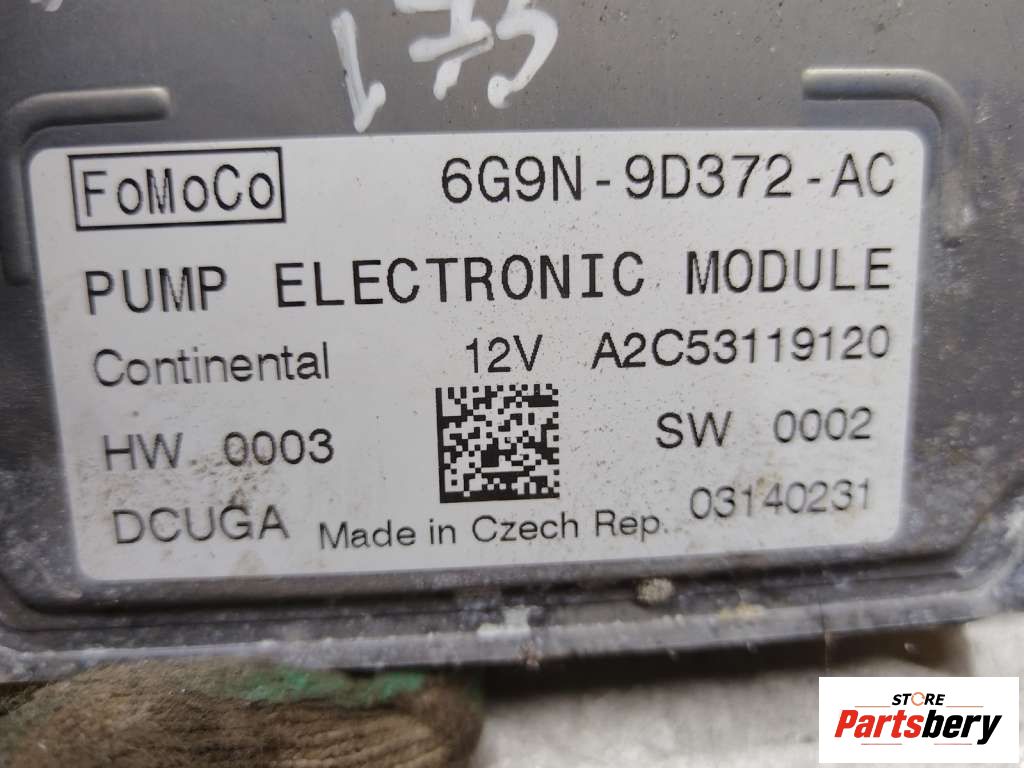 175
FoMoCo 6G9N-9D372-AC
PUMP ELECTRONIC MODULE
Continental 12V A2C53119120
HW 0003 SW 0002
DCUGA Made in Czech Rep. 03140231
STORE
Partsbery